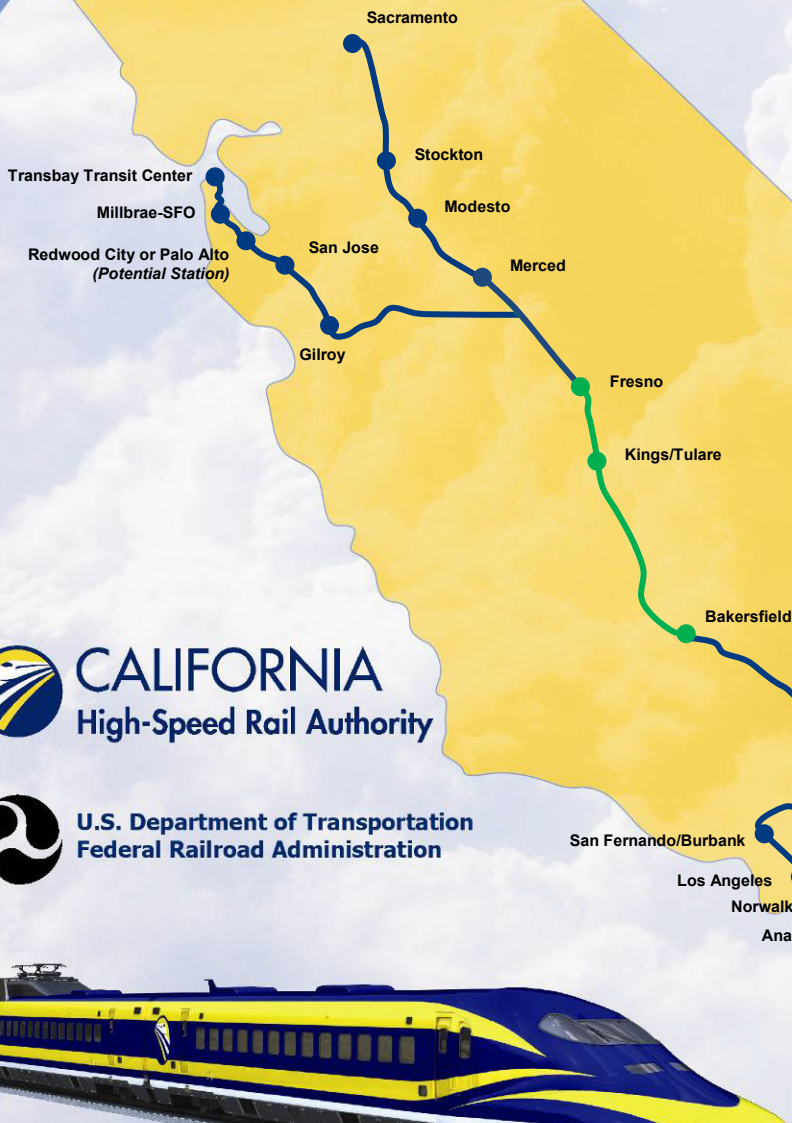 Sacramento
Stockton
Transbay Transit Center
Modesto
Millbrae-SFO
Redwood City or Palo Alto
(Potential Station)
San Jose
Merced
Gilroy
Fresno
Kings/Tulare
Bakersfield
CALIFORNIA
High-Speed Rail Authority
U.S. Department of Transportation
Federal Railroad Administration
San Fernando/Burbank
Los Angeles
Norwalk
Ana